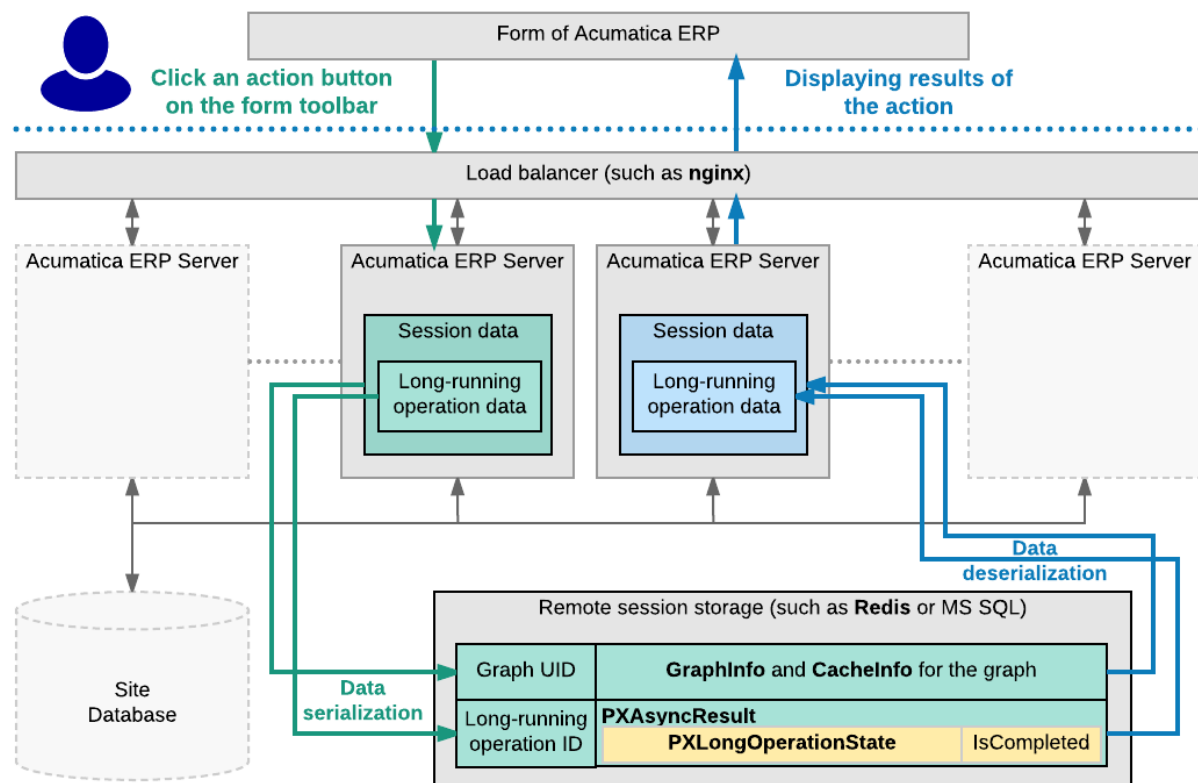 Form of Acumatica ERP
Click an action button
on the form toolbar
Displaying results of
the action
Load balancer (such as nginx)
Acumatica ERP Server
Acumatica ERP Server
Acumatica ERP Server
Acumatica ERP Server
Session data
Long-running
operation data
Session data
Long-running
operation data
Data
deserialization
Site
Database
Remote session storage (such as Redis or MS SQL)
Graph UID
GraphInfo and CacheInfo for the graph
Data
serialization
Long-running
operation ID
PXAsyncResult
PXLongOperationState
IsCompleted